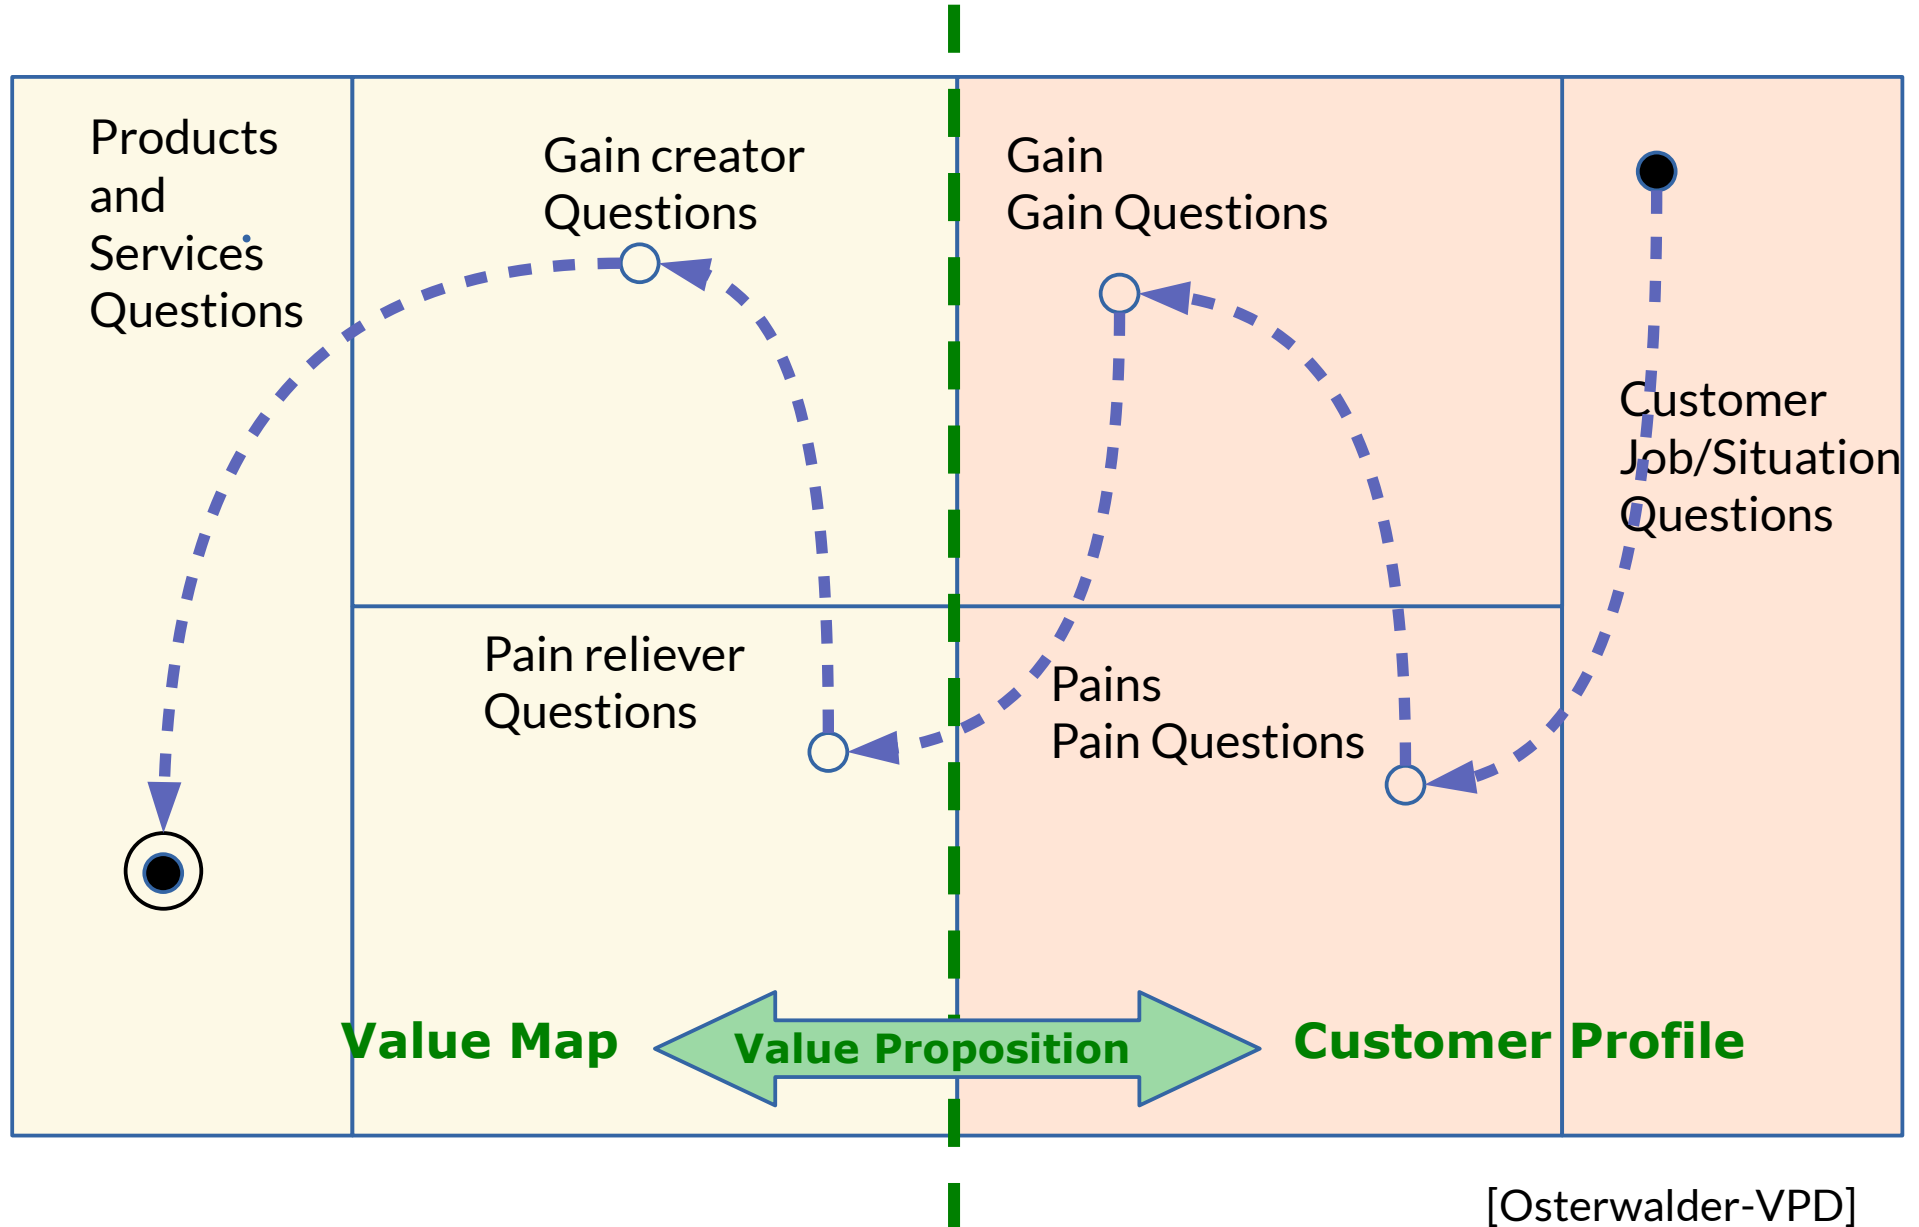 Products
and
Services
Questions
Gain creator
Questions
Gain
Gain Questions
Customer
Job/Situation
Questions
Pain reliever
Questions
Pains
Pain Questions
Value Map
Value Proposition
Customer Profile
[Osterwalder-VPD]